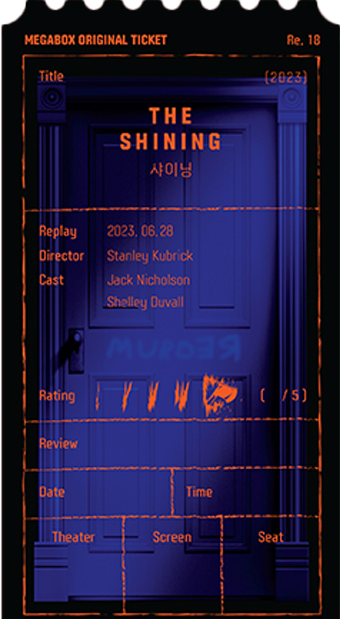 MEGABOX ORIGINAL TICKET Re. 18
Title (2023)
THE
SHINING
샤이닝
Replay 2023. 06.28
Director Stanley Kubrick
Cast Jack Nicholson
Shelley Duvall
MURDƎЯ
Rating ( / 5)
Review
Date Time
Theater Screen Seat